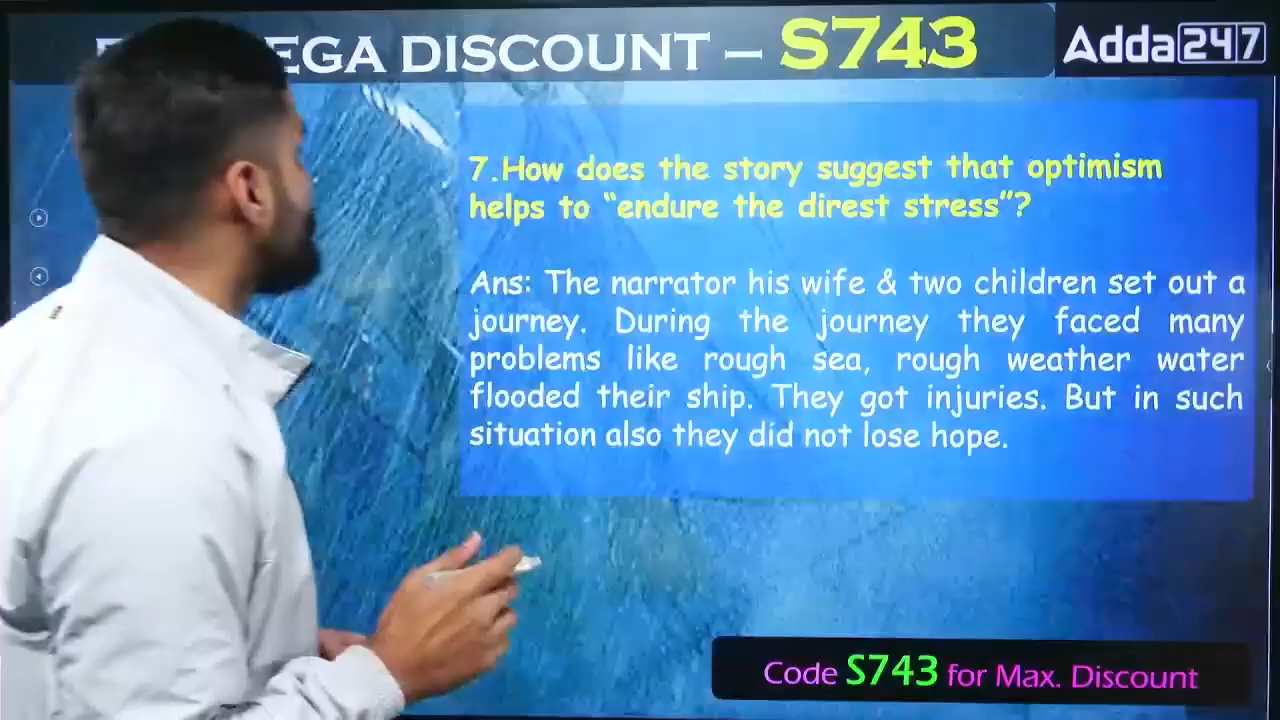 EGA DISCOUNT – S743
Adda247
7.How does the story suggest that optimism
helps to “endure the direst stress”?
Ans: The narrator his wife & two children set out a
journey. During the journey they faced many
problems like rough sea, rough weather water
flooded their ship. They got injuries. But in such
situation also they did not lose hope.
Code S743 for Max. Discount